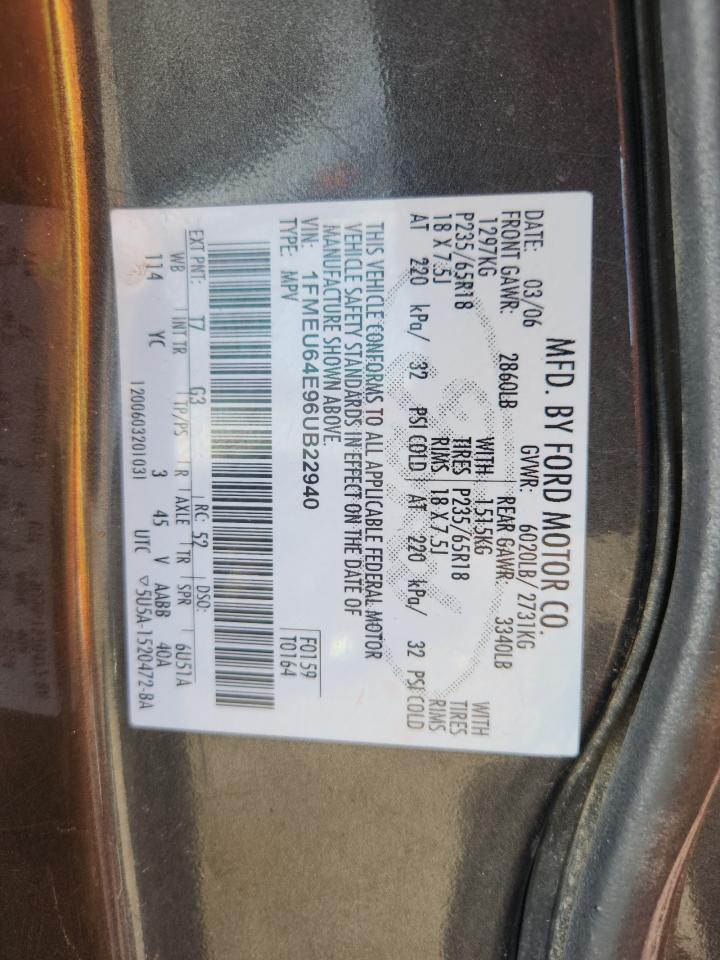 MFD. BY FORD MOTOR CO.
DATE: 03/06 GVWR: 6020LB/ 2731KG
FRONT GAWR: 2860LB REAR GAWR: 3340LB
1297KG WITH 1515KG WITH
P235/65R18 TIRES P235/65R18 TIRES
18 X 7.5J RIMS 18 X 7.5J RIMS
AT 220 kPa/ 32 PSI COLD AT 220 kPa/ 32 PSI COLD
THIS VEHICLE CONFORMS TO ALL APPLICABLE FEDERAL MOTOR
VEHICLE SAFETY STANDARDS IN EFFECT ON THE DATE OF
MANUFACTURE SHOWN ABOVE.
VIN: 1FMEU64E96UB22940 F0159
TYPE: MPV T0164
EXT PNT: T7 G3 RC: 52 DSO:
WB INT TR TP/PS R AXLE TR SPR 6U51A
114 YC 3 45 V AABB 40A
120060320103I UTC ▽5U5A-1520472-BA